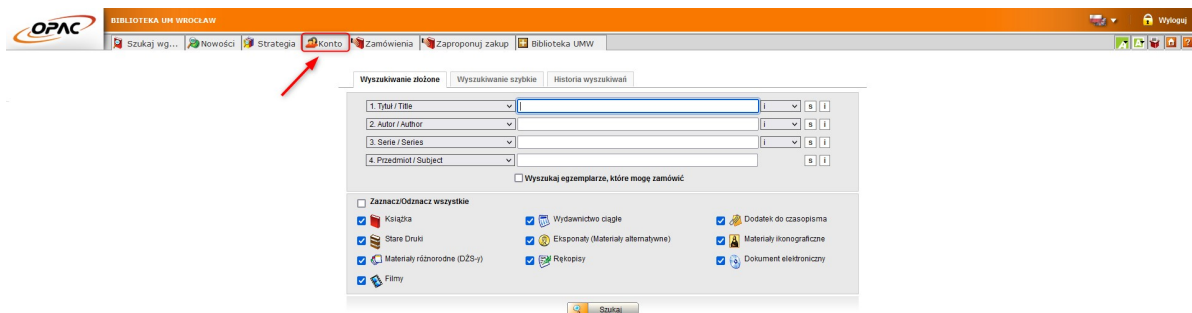 OPAC
BIBLIOTEKA UM WROCŁAW
Wyloguj
Szukaj wg... Nowości Strategia Konto Zamówienia Zaproponuj zakup Biblioteka UMW
Wyszukiwanie złożone Wyszukiwanie szybkie Historia wyszukiwań
1. Tytuł / Title i s i
2. Autor / Author i s i
3. Serie / Series i s i
4. Przedmiot / Subject s i
Wyszukaj egzemplarze, które mogę zamówić
Zaznacz/Odznacz wszystkie
Książka Wydawnictwo ciągłe Dodatek do czasopisma
Stare Druki Eksponaty (Materiały alternatywne) Materiały ikonograficzne
Materiały różnorodne (DŻS-y) Rękopisy Dokument elektroniczny
Filmy
Szukaj